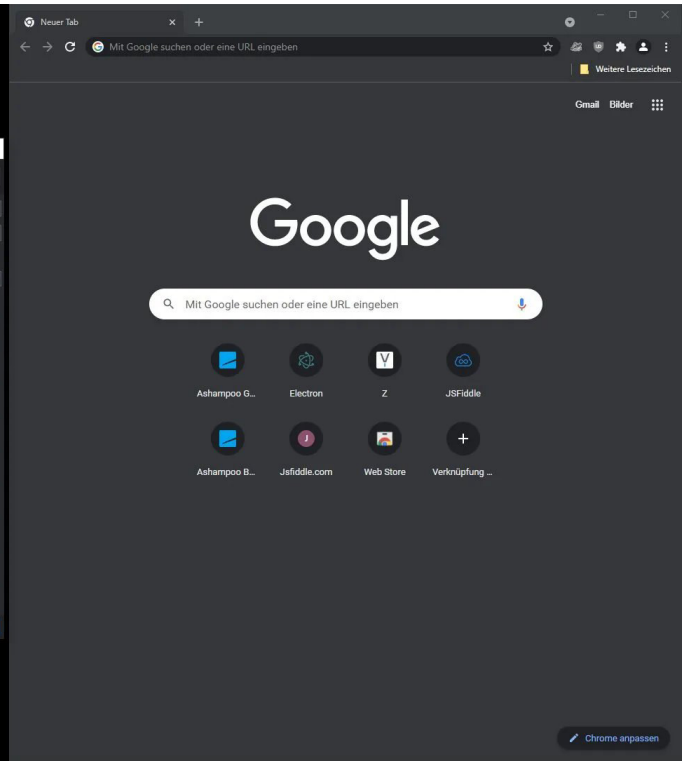 Neuer Tab
Mit Google suchen oder eine URL eingeben
Weitere Lesezeichen
Gmail Bilder
Google
Mit Google suchen oder eine URL eingeben
Ashampoo G... Electron Z JSFiddle
J
Ashampoo B... Jsfiddle.com Web Store Verknüpfung ...
Chrome anpassen